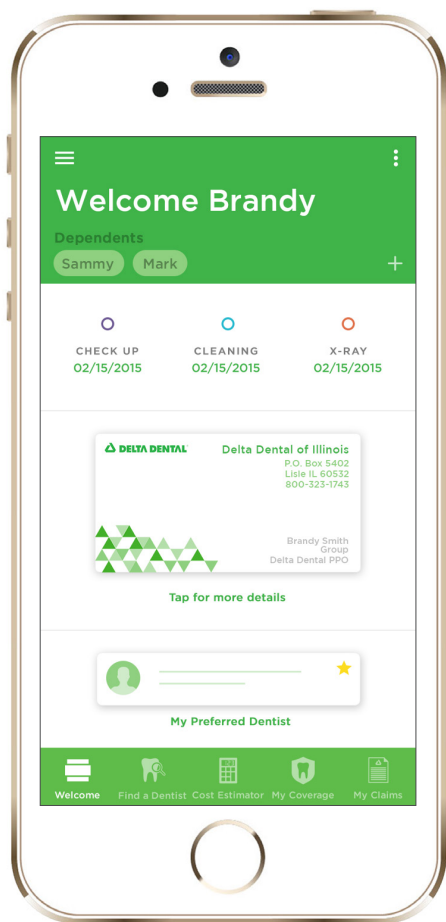 Welcome Brandy
Dependents
Sammy Mark +
CHECK UP CLEANING X-RAY
02/15/2015 02/15/2015 02/15/2015
DELTA DENTAL Delta Dental of Illinois
P.O. Box 5402
Lisle IL 60532
800-323-1743
Brandy Smith
Group
Delta Dental PPO
Tap for more details
My Preferred Dentist
Welcome Find a Dentist Cost Estimator My Coverage My Claims